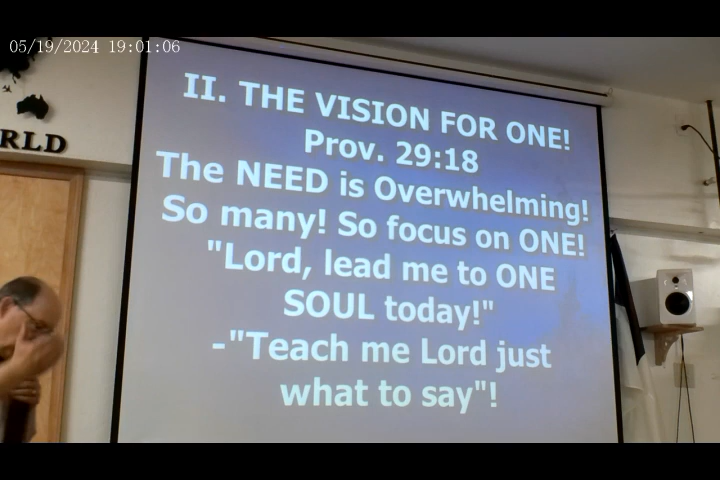 05/19/2024 19:01:06
RLD
II. THE VISION FOR ONE!
Prov. 29:18
The NEED is Overwhelming!
So many! So focus on ONE!
"Lord, lead me to ONE
SOUL today!"
-"Teach me Lord just
what to say"!